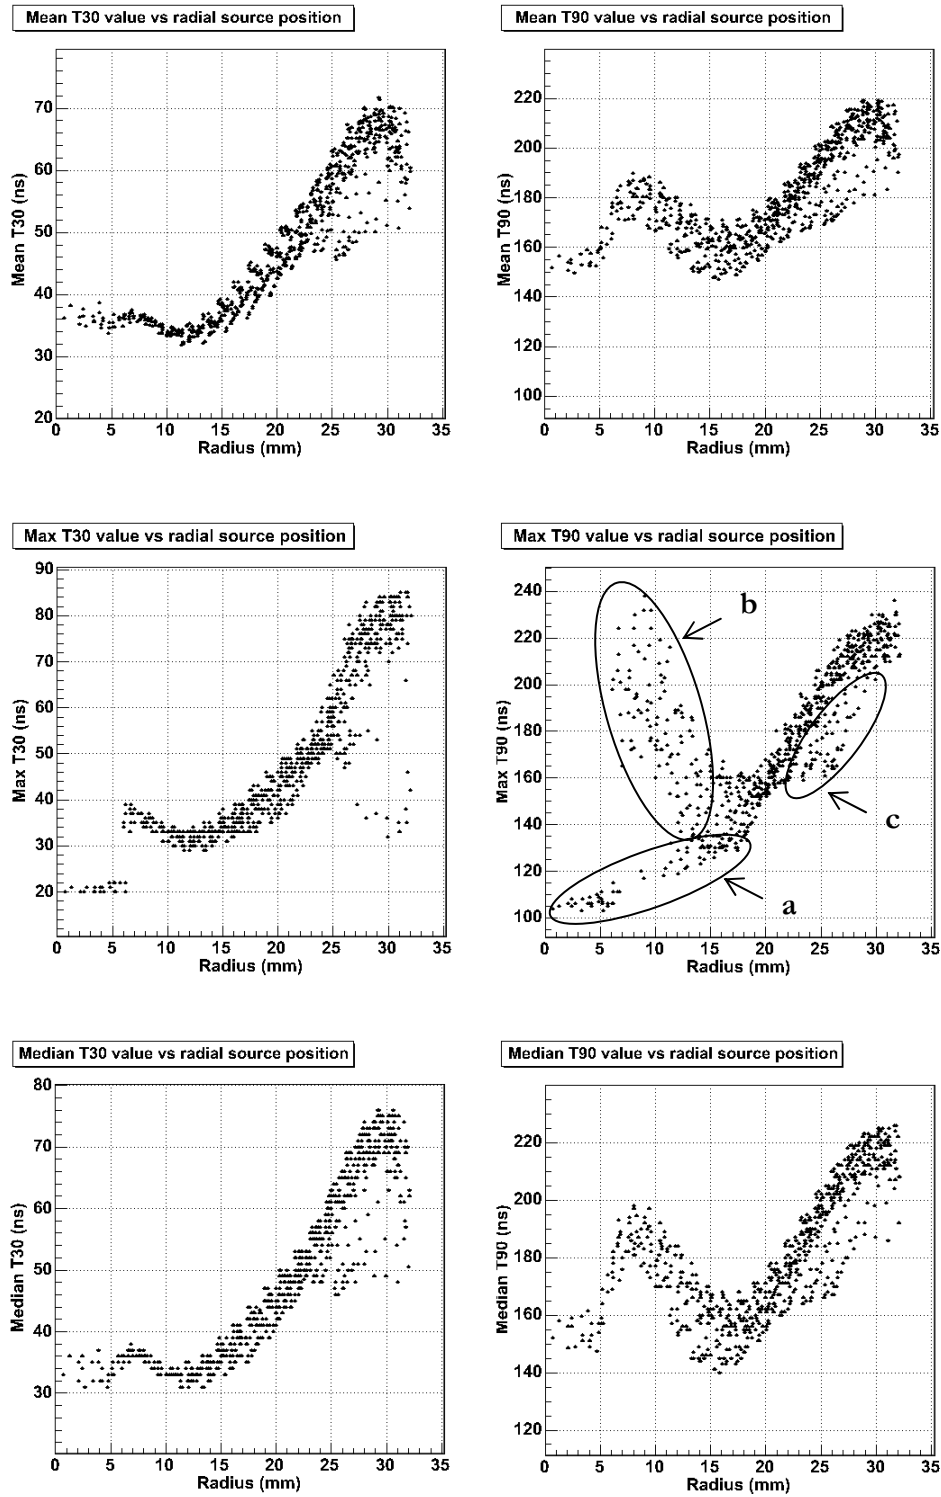 Mean T30 value vs radial source position
Mean T30 (ns)
70
60
50
40
30
20
0 5 10 15 20 25 30 35
Radius (mm)
Mean T90 value vs radial source position
Mean T90 (ns)
220
200
180
160
140
120
100
0 5 10 15 20 25 30 35
Radius (mm)
Max T30 value vs radial source position
Max T30 (ns)
90
80
70
60
50
40
30
20
0 5 10 15 20 25 30 35
Radius (mm)
Max T90 value vs radial source position
Max T90 (ns)
240
220
200
180
160
140
120
100
b
c
a
0 5 10 15 20 25 30 35
Radius (mm)
Median T30 value vs radial source position
Median T30 (ns)
80
70
60
50
40
30
0 5 10 15 20 25 30 35
Radius (mm)
Median T90 value vs radial source position
Median T90 (ns)
220
200
180
160
140
120
0 5 10 15 20 25 30 35
Radius (mm)